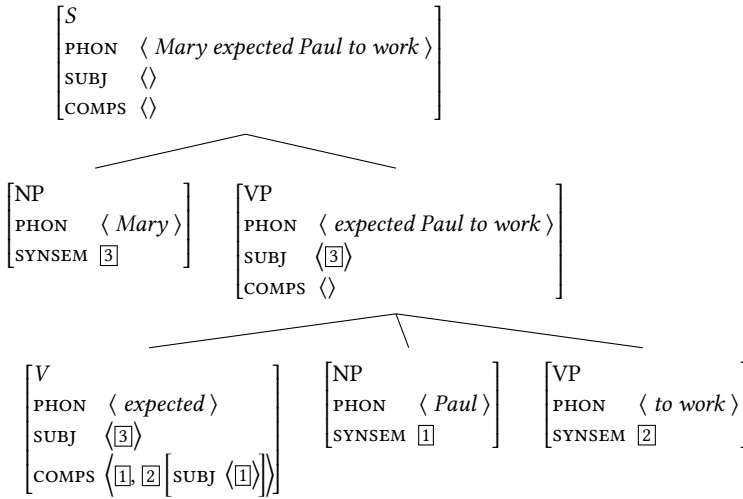 S
PHON ⟨ Mary expected Paul to work ⟩
SUBJ ⟨⟩
COMPS ⟨⟩
NP
PHON ⟨ Mary ⟩
SYNSEM 3
VP
PHON ⟨ expected Paul to work ⟩
SUBJ ⟨3⟩
COMPS ⟨⟩
V
PHON ⟨ expected ⟩
SUBJ ⟨3⟩
COMPS ⟨1, 2 [SUBJ ⟨1⟩]⟩
NP
PHON ⟨ Paul ⟩
SYNSEM 1
VP
PHON ⟨ to work ⟩
SYNSEM 2